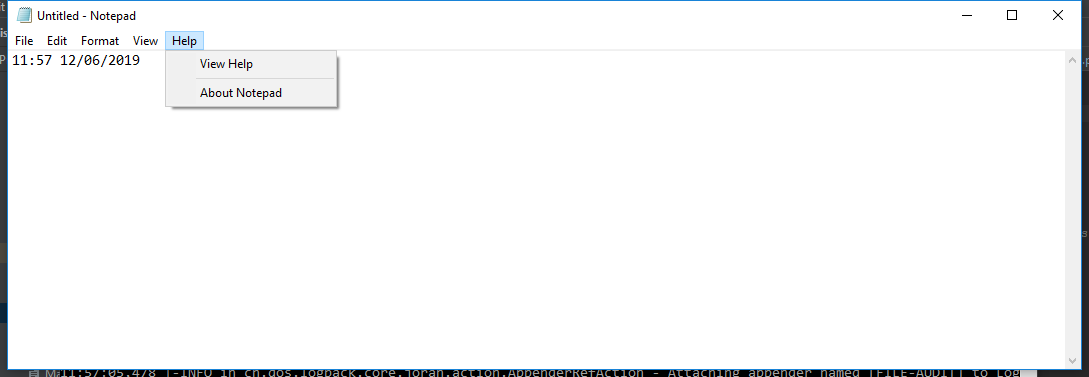 Untitled - Notepad
File Edit Format View Help
11:57 12/06/2019
View Help
About Notepad
11:57:05.478 |-INFO in ch.qos.logback.core.joran.action.AppenderRefAction - Attaching appender named [FILE-AUDIT] to Log